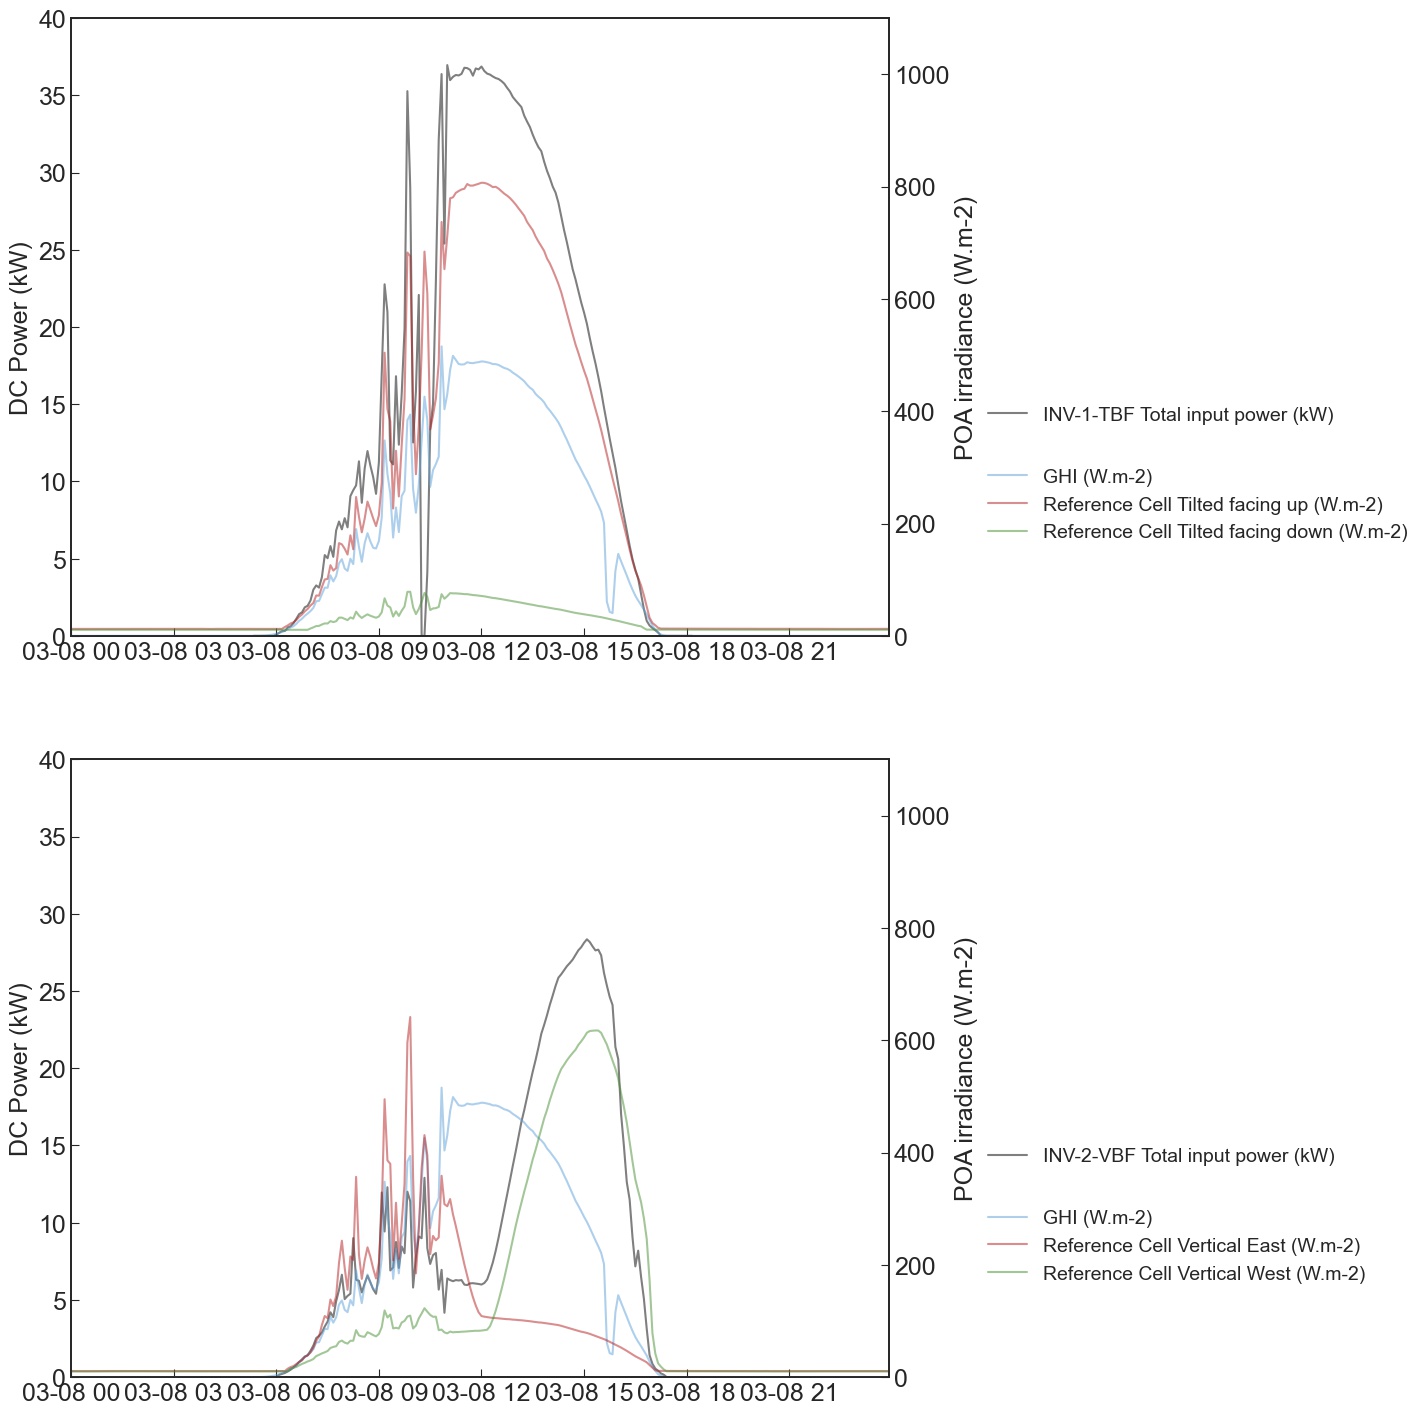 40
35
30
25
20
15
10
5
0
DC Power (kW)
1000
800
600
400
200
0
POA irradiance (W.m-2)
03-08 00 03-08 03 03-08 06 03-08 09 03-08 12 03-08 15 03-08 18 03-08 21
INV-1-TBF Total input power (kW)
GHI (W.m-2)
Reference Cell Tilted facing up (W.m-2)
Reference Cell Tilted facing down (W.m-2)
40
35
30
25
20
15
10
5
0
DC Power (kW)
1000
800
600
400
200
0
POA irradiance (W.m-2)
03-08 00 03-08 03 03-08 06 03-08 09 03-08 12 03-08 15 03-08 18 03-08 21
INV-2-VBF Total input power (kW)
GHI (W.m-2)
Reference Cell Vertical East (W.m-2)
Reference Cell Vertical West (W.m-2)